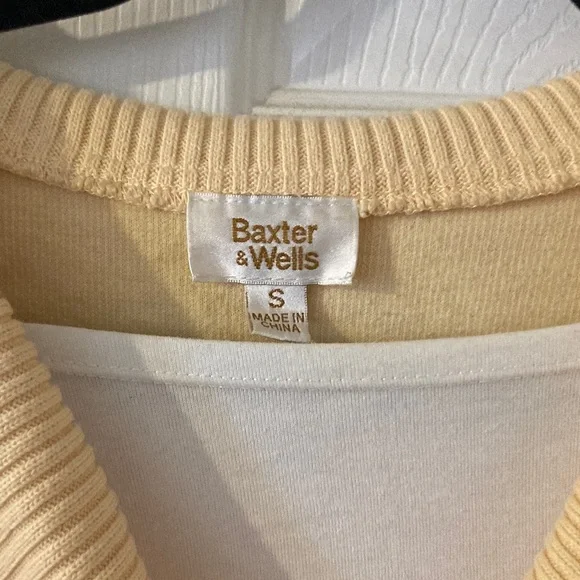 Baxter
& Wells
S
MADE IN
CHINA